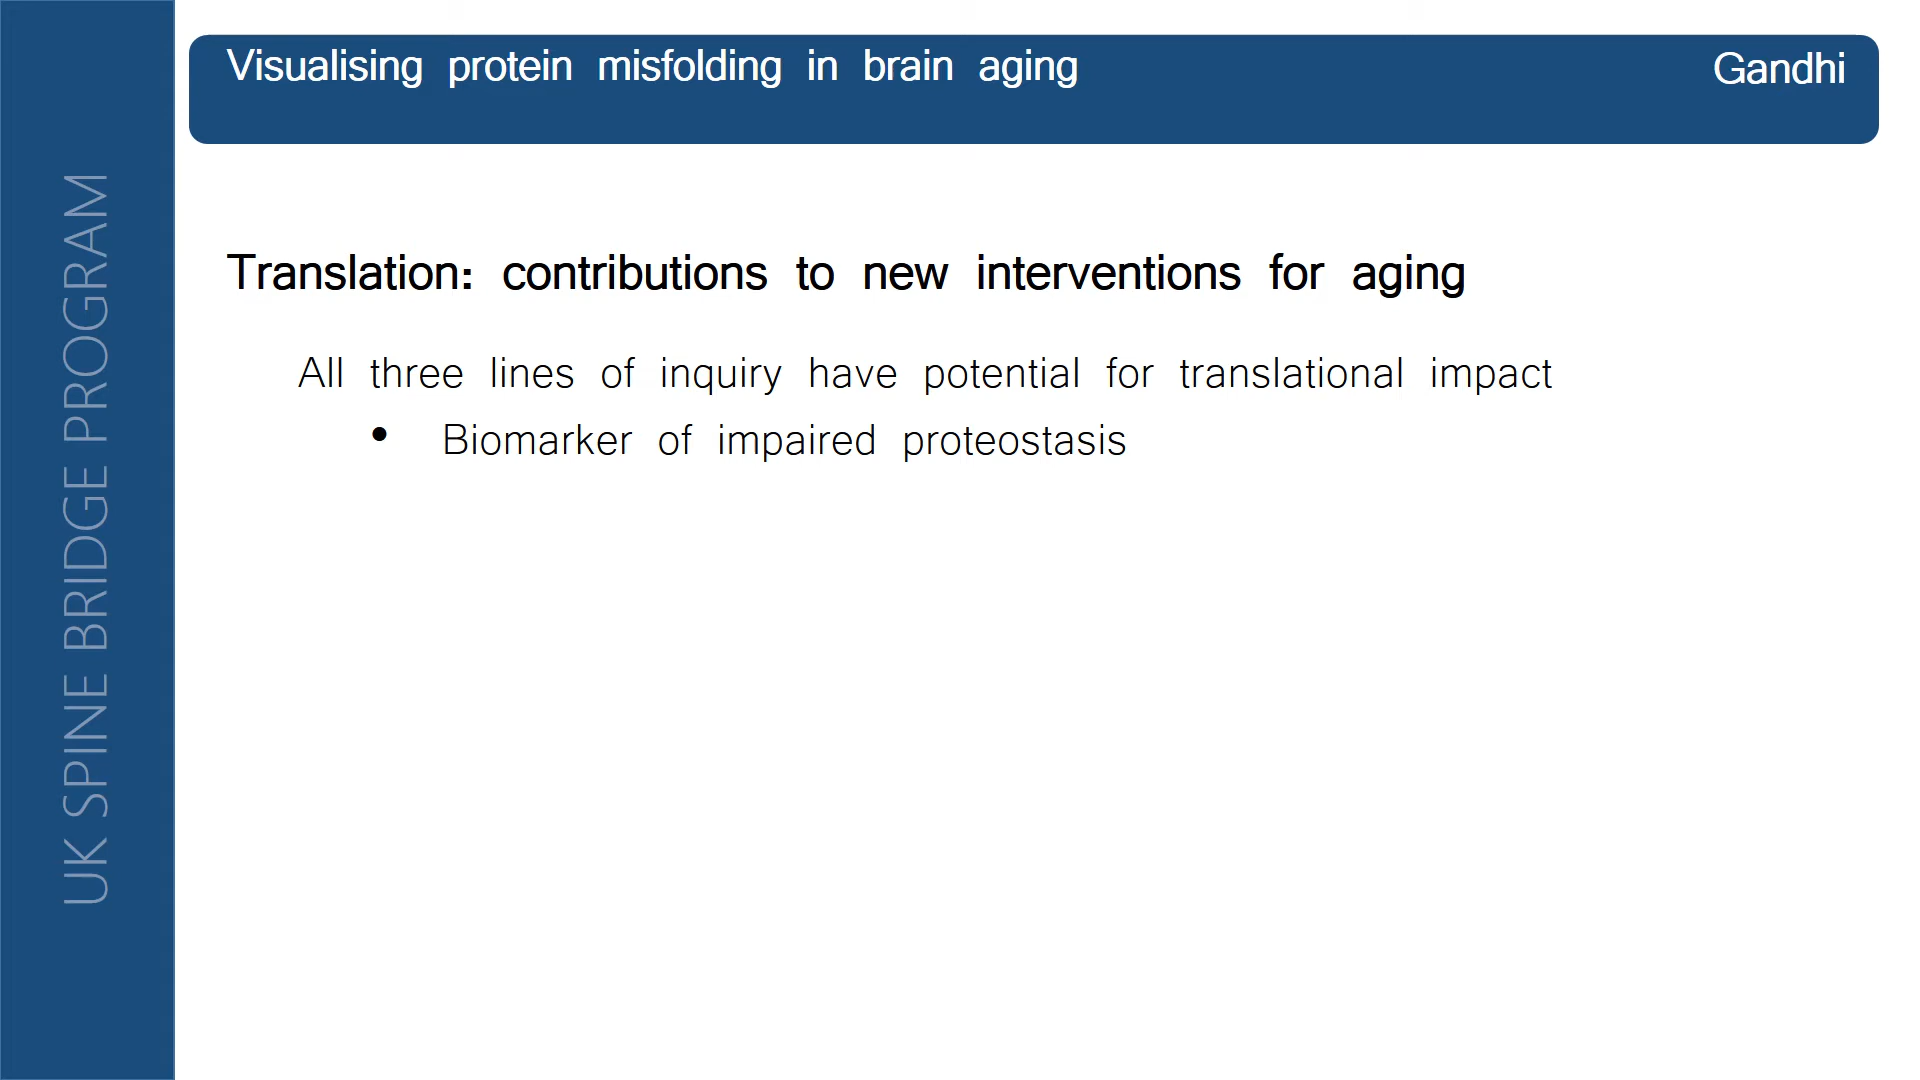 Visualising protein misfolding in brain aging
Gandhi
UK SPINE BRIDGE PROGRAM
Translation: contributions to new interventions for aging
All three lines of inquiry have potential for translational impact
• Biomarker of impaired proteostasis